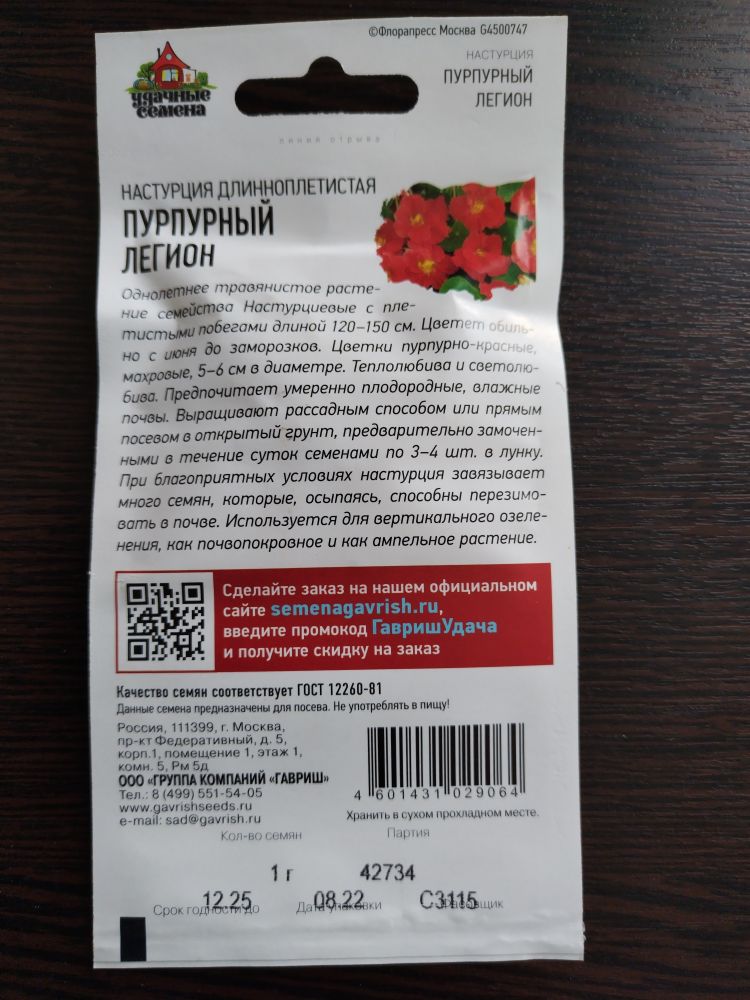 ©Флорапресс Москва G4500747
удачные
семена
НАСТУРЦИЯ
ПУРПУРНЫЙ
ЛЕГИОН
линия отрыва
НАСТУРЦИЯ ДЛИННОПЛЕТИСТАЯ
ПУРПУРНЫЙ
ЛЕГИОН
Однолетнее травянистое расте-
ние семейства Настурциевые с пле-
тистыми побегами длиной 120–150 см. Цветет обиль-
но с июня до заморозков. Цветки пурпурно-красные,
махровые, 5–6 см в диаметре. Теплолюбива и светолю-
бива. Предпочитает умеренно плодородные, влажные
почвы. Выращивают рассадным способом или прямым
посевом в открытый грунт, предварительно замочен-
ными в течение суток семенами по 3–4 шт. в лунку.
При благоприятных условиях настурция завязывает
много семян, которые, осыпаясь, способны перезимо-
вать в почве. Используется для вертикального озеле-
нения, как почвопокровное и как ампельное растение.
Сделайте заказ на нашем официальном
сайте semenagavrish.ru,
введите промокод ГавришУдача
и получите скидку на заказ
Качество семян соответствует ГОСТ 12260-81
Данные семена предназначены для посева. Не употреблять в пищу!
Россия, 111399, г. Москва,
пр-кт Федеративный, д. 5,
корп.1, помещение 1, этаж 1,
комн. 5, Рм 5д
ООО «ГРУППА КОМПАНИЙ «ГАВРИШ»
Тел.: 8 (499) 551-54-05
www.gavrishseeds.ru
e-mail: sad@gavrish.ru
4 601431 029064
Хранить в сухом прохладном месте.
Кол-во семян Партия
1 г 42734
12.25 08.22 С3115
Срок годности до Дата упаковки Фасовщик